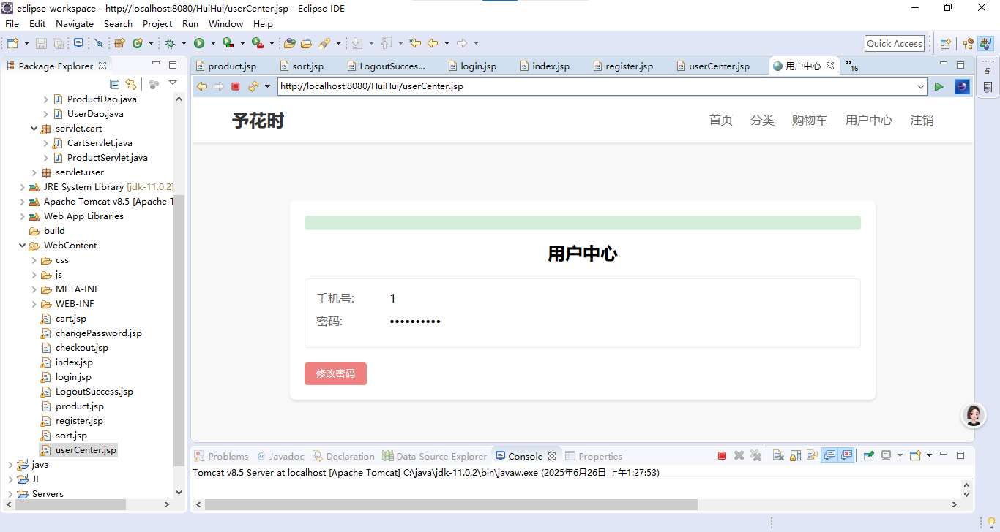 eclipse-workspace - http://localhost:8080/HuiHui/userCenter.jsp - Eclipse IDE
File Edit Navigate Search Project Run Window Help
Quick Access
Package Explorer
ProductDao.java
UserDao.java
servlet.cart
CartServlet.java
ProductServlet.java
servlet.user
JRE System Library [jdk-11.0.2]
Apache Tomcat v8.5 [Apache T
Web App Libraries
build
WebContent
css
js
META-INF
WEB-INF
cart.jsp
changePassword.jsp
checkout.jsp
index.jsp
login.jsp
LogoutSuccess.jsp
product.jsp
register.jsp
sort.jsp
userCenter.jsp
java
JI
Servers
product.jsp sort.jsp LogoutSucces... login.jsp index.jsp register.jsp userCenter.jsp 用户中心 »16
http://localhost:8080/HuiHui/userCenter.jsp
予花时 首页 分类 购物车 用户中心 注销
用户中心
手机号: 1
密码: ••••••••••
修改密码
Problems @ Javadoc Declaration Data Source Explorer Console Properties
Tomcat v8.5 Server at localhost [Apache Tomcat] C:\java\jdk-11.0.2\bin\javaw.exe (2025年6月26日 上午1:27:53)